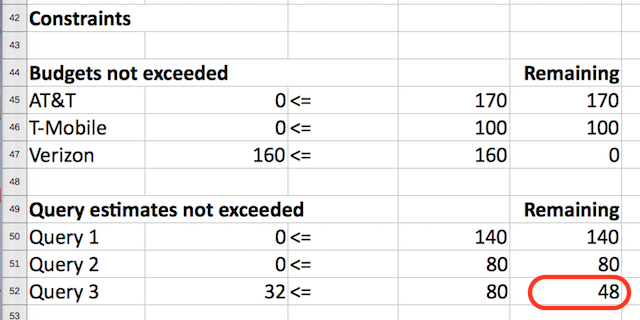 42 Constraints
43
44 Budgets not exceeded Remaining
45 AT&T 0 <= 170 170
46 T-Mobile 0 <= 100 100
47 Verizon 160 <= 160 0
48
49 Query estimates not exceeded Remaining
50 Query 1 0 <= 140 140
51 Query 2 0 <= 80 80
52 Query 3 32 <= 80 48
53